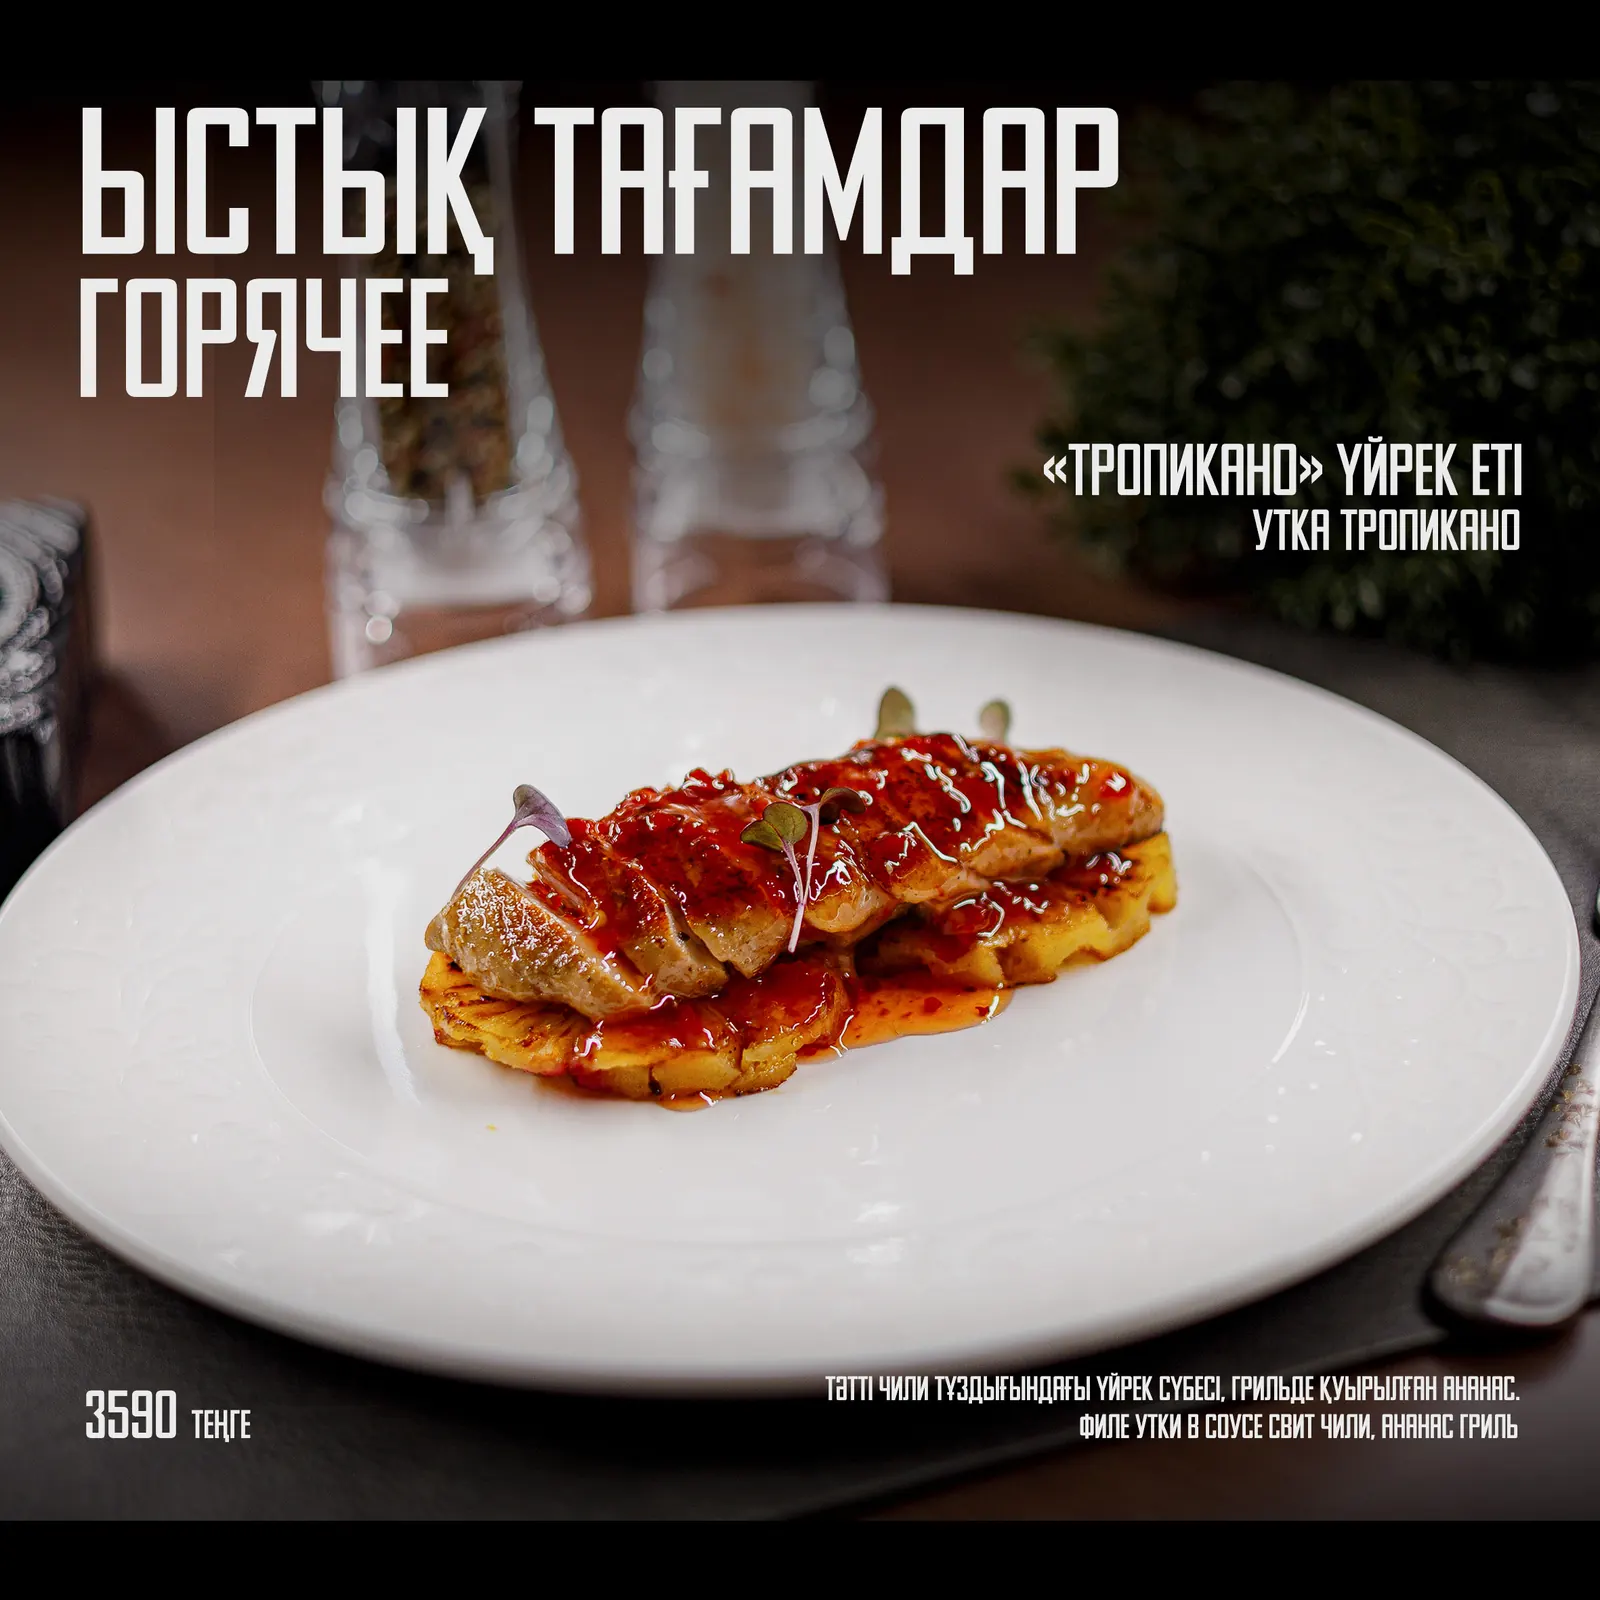 ЫСТЫҚ ТАҒАМДАР
ГОРЯЧЕЕ
«ТРОПИКАНО» ҮЙРЕК ЕТІ
УТКА ТРОПИКАНО
3590 ТЕҢГЕ
ТӘТТІ ЧИЛИ ТҰЗДЫҒЫНДАҒЫ ҮЙРЕК СҮБЕСІ, ГРИЛЬДЕ ҚУЫРЫЛҒАН АНАНАС.
ФИЛЕ УТКИ В СОУСЕ СВИТ ЧИЛИ, АНАНАС ГРИЛЬ